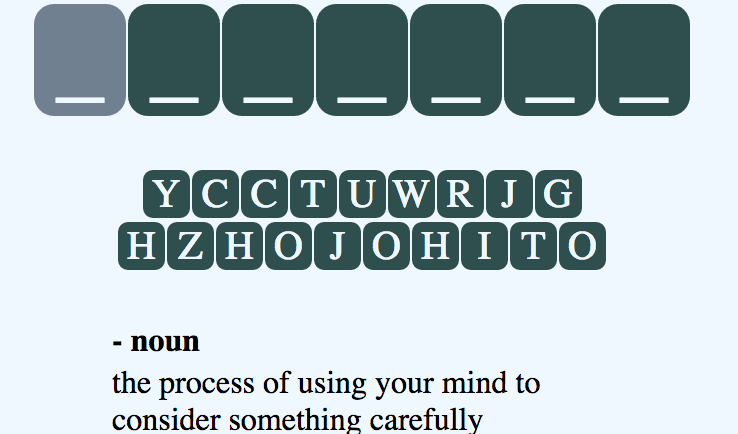 Y C C T U W R J G
H Z H O J O H I T O
- noun
the process of using your mind to
consider something carefully